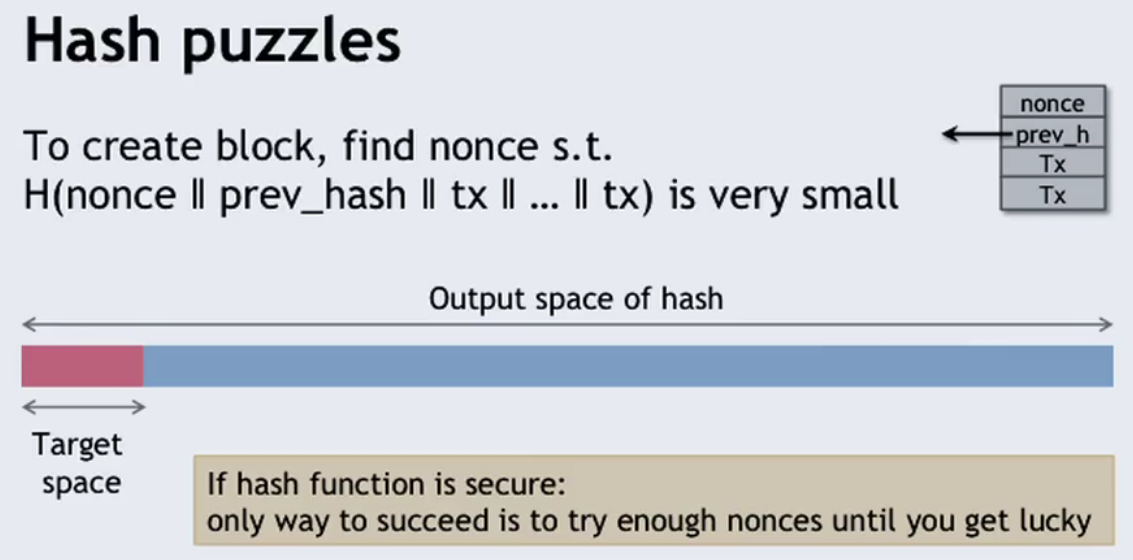 Hash puzzles
nonce
prev_h
Tx
Tx
To create block, find nonce s.t.
H(nonce ‖ prev_hash ‖ tx ‖ … ‖ tx) is very small
Output space of hash
Target
space
If hash function is secure:
only way to succeed is to try enough nonces until you get lucky